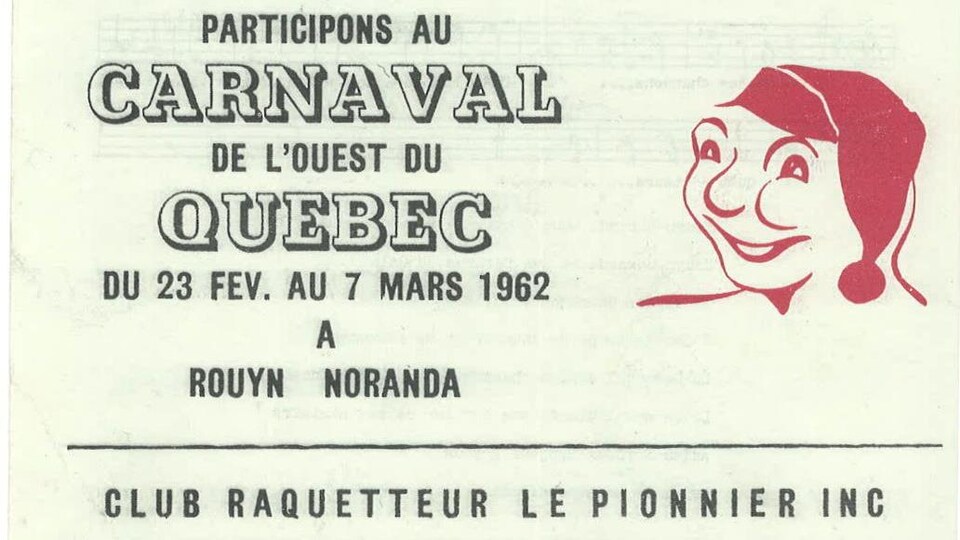 PARTICIPONS AU
CARNAVAL
DE L'OUEST DU
QUEBEC
DU 23 FEV. AU 7 MARS 1962
A
ROUYN NORANDA
CLUB RAQUETTEUR LE PIONNIER INC